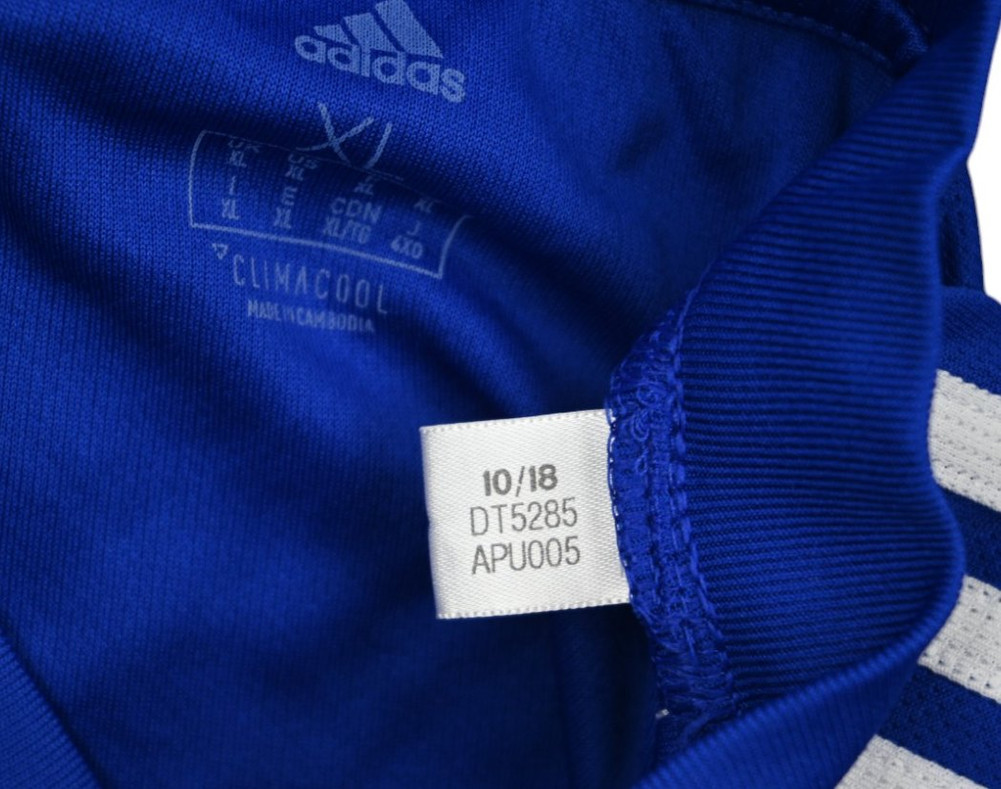 adidas
XL
UK US XL XL
XL XL
I E CDN J
XL XL XL/TG 4XO
CLIMACOOL
MADE IN CAMBODIA
10/18
DT5285
APU005